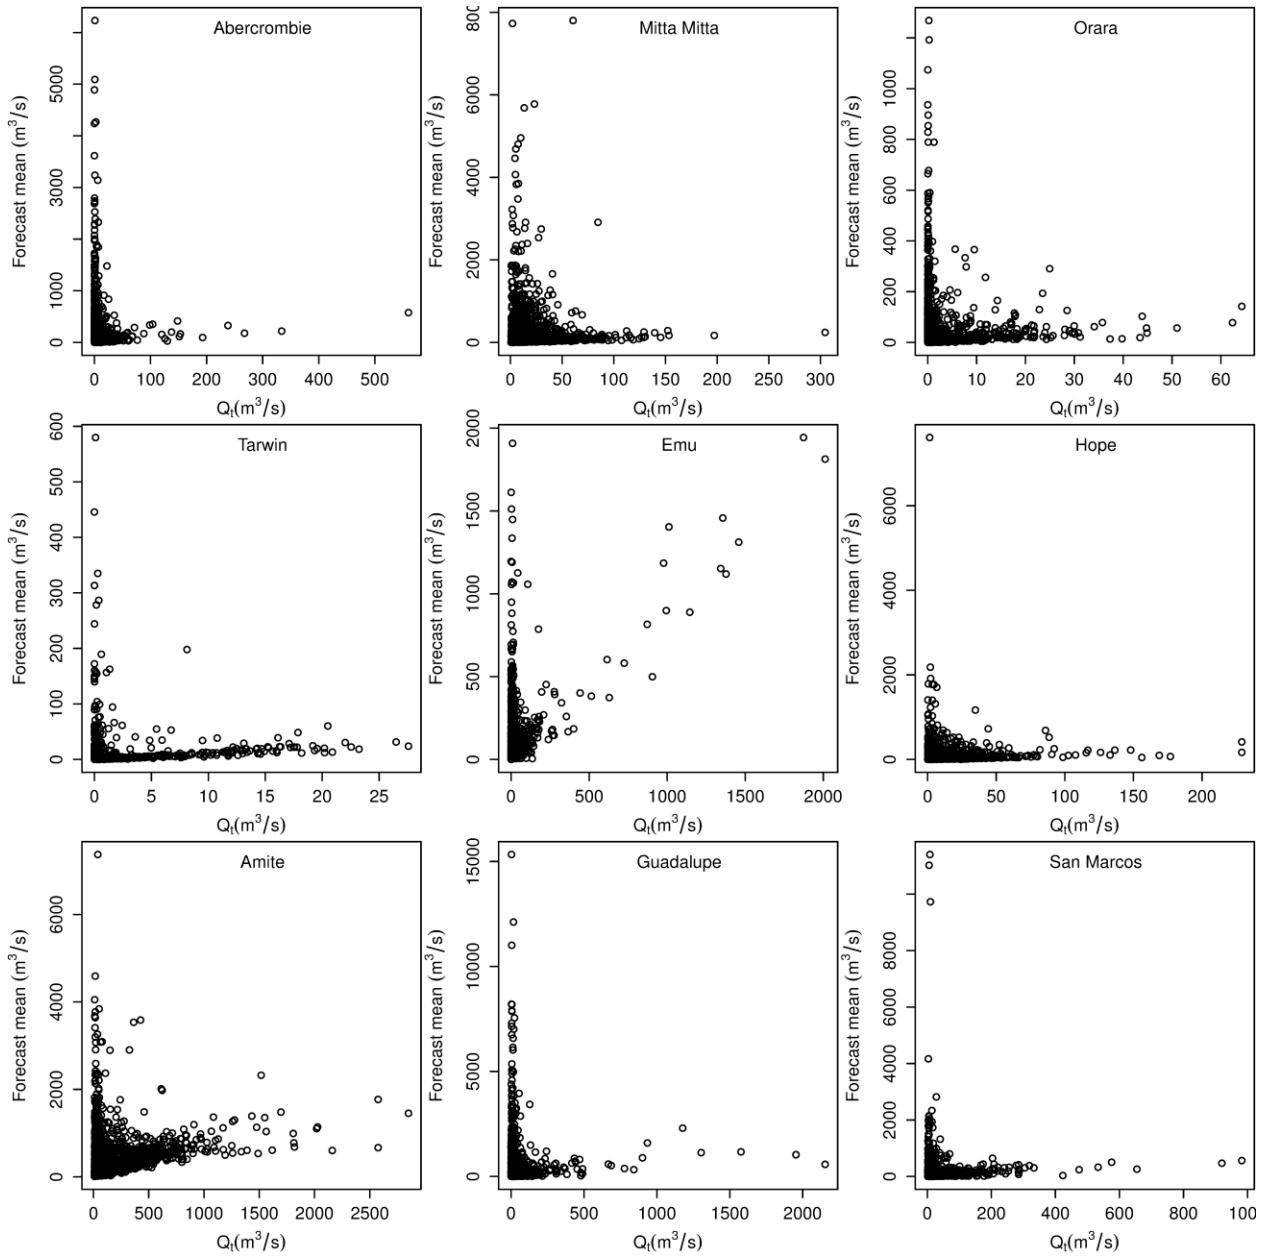 Abercrombie
Forecast mean (m³/s)
0 1000 3000 5000
0 100 200 300 400 500
Qt(m³/s)
Mitta Mitta
Forecast mean (m³/s)
0 2000 4000 6000 800
0 50 100 150 200 250 300
Qt(m³/s)
Orara
Forecast mean (m³/s)
0 200 400 600 800 1000
0 10 20 30 40 50 60
Qt(m³/s)
Tarwin
Forecast mean (m³/s)
0 100 200 300 400 500 600
0 5 10 15 20 25
Qt(m³/s)
Emu
Forecast mean (m³/s)
0 500 1000 1500 2000
0 500 1000 1500 2000
Qt(m³/s)
Hope
Forecast mean (m³/s)
0 2000 4000 6000
0 50 100 150 200
Qt(m³/s)
Amite
Forecast mean (m³/s)
0 2000 4000 6000
0 500 1000 1500 2000 2500
Qt(m³/s)
Guadalupe
Forecast mean (m³/s)
0 5000 10000 15000
0 500 1000 1500 2000
Qt(m³/s)
San Marcos
Forecast mean (m³/s)
0 2000 4000 6000 8000
0 200 400 600 800 100
Qt(m³/s)